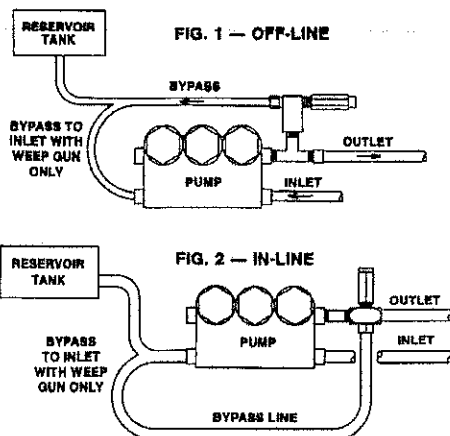 RESERVOIR
TANK
FIG. 1 — OFF-LINE
BYPASS
BYPASS TO
INLET WITH
WEEP GUN
ONLY
OUTLET
PUMP
INLET
FIG. 2 — IN-LINE
RESERVOIR
TANK
OUTLET
BYPASS
TO INLET
WITH WEEP
GUN ONLY
PUMP
INLET
BYPASS LINE